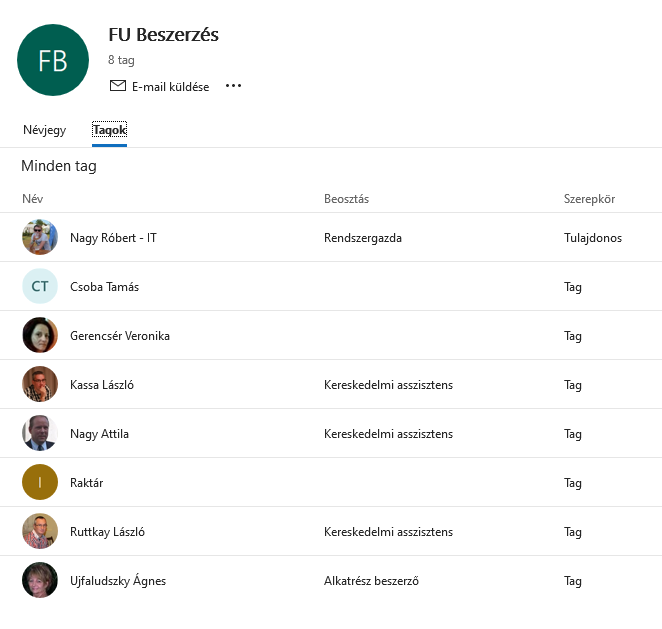 FB
FU Beszerzés
8 tag
E-mail küldése
Névjegy Tagok
Minden tag
Név Beosztás Szerepkör
Nagy Róbert - IT Rendszergazda Tulajdonos
CT Csoba Tamás Tag
Gerencsér Veronika Tag
Kassa László Kereskedelmi asszisztens Tag
Nagy Attila Kereskedelmi asszisztens Tag
I Raktár Tag
Ruttkay László Kereskedelmi asszisztens Tag
Ujfaludszky Ágnes Alkatrész beszerző Tag